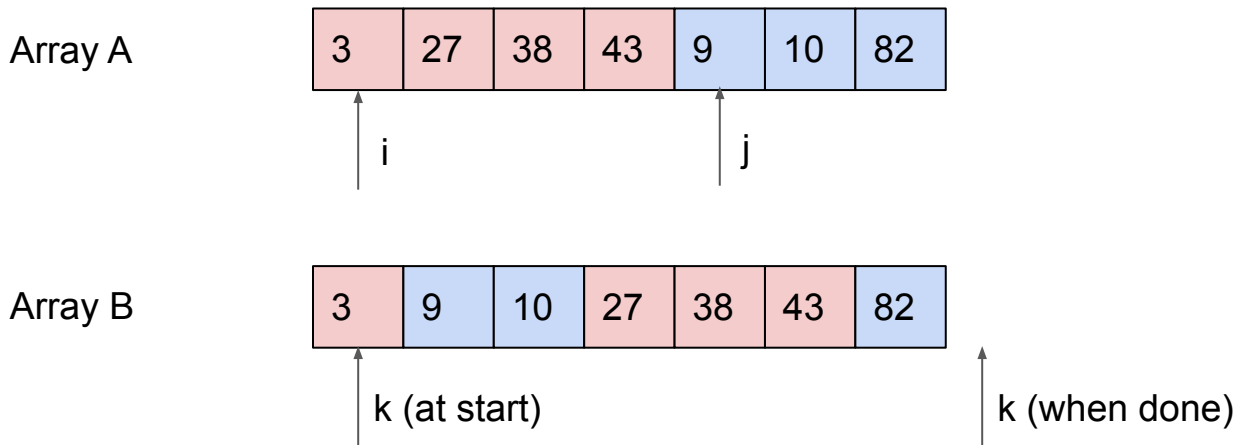 Array A 3 27 38 43 9 10 82
i j
Array B 3 9 10 27 38 43 82
k (at start) k (when done)